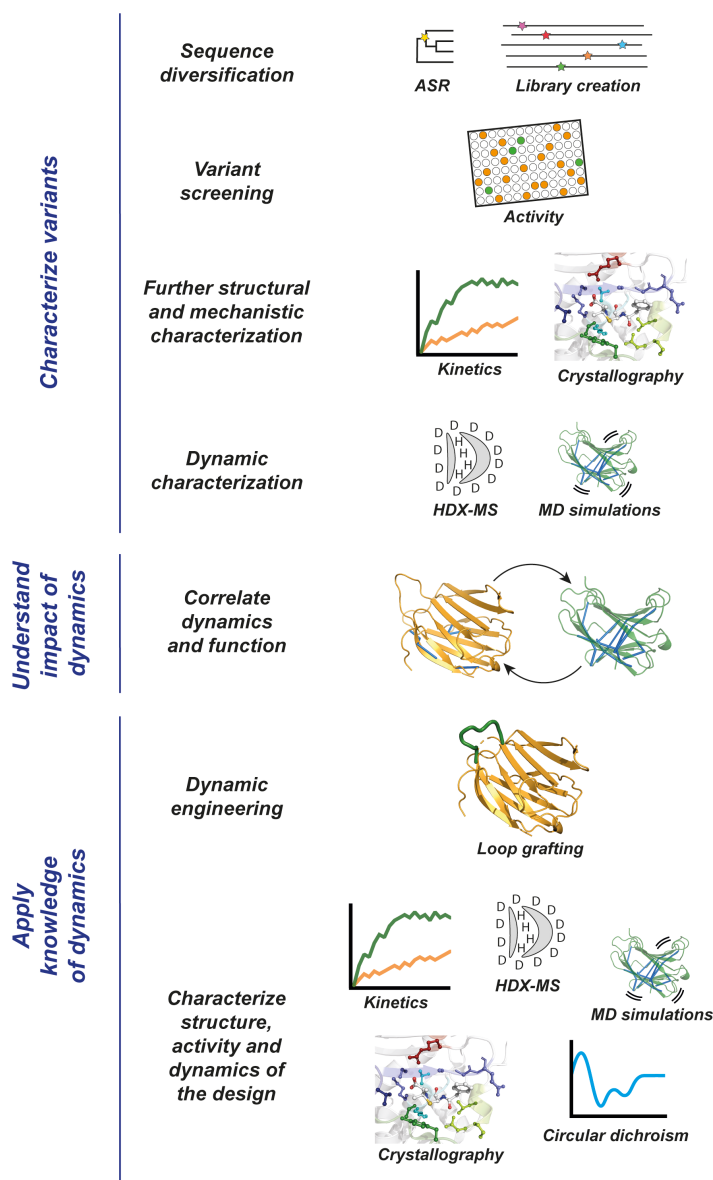 Characterize variants
Sequence
diversification
ASR
Library creation
Variant
screening
Activity
Further structural
and mechanistic
characterization
Kinetics
Crystallography
Dynamic
characterization
D D D D D D D D D D D D D
H
H
H
H
HDX-MS
MD simulations
Understand
impact of
dynamics
Correlate
dynamics
and function
Apply
knowledge
of dynamics
Dynamic
engineering
Loop grafting
Characterize
structure,
activity and
dynamics of
the design
Kinetics
D D D D D D D D D D D D D
H
H
H
H
HDX-MS
MD simulations
Crystallography
Circular dichroism